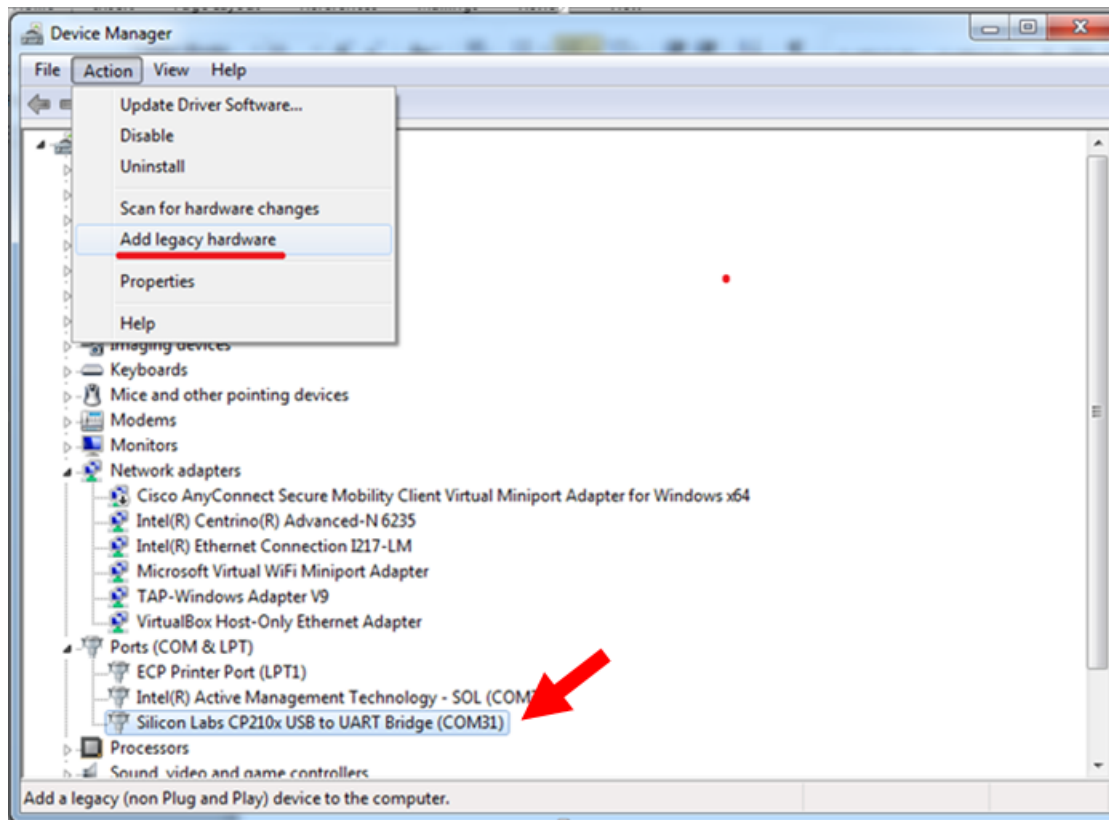 Device Manager
File Action View Help
Update Driver Software...
Disable
Uninstall
Scan for hardware changes
Add legacy hardware
Properties
Help
Imaging devices
Keyboards
Mice and other pointing devices
Modems
Monitors
Network adapters
Cisco AnyConnect Secure Mobility Client Virtual Miniport Adapter for Windows x64
Intel(R) Centrino(R) Advanced-N 6235
Intel(R) Ethernet Connection I217-LM
Microsoft Virtual WiFi Miniport Adapter
TAP-Windows Adapter V9
VirtualBox Host-Only Ethernet Adapter
Ports (COM & LPT)
ECP Printer Port (LPT1)
Intel(R) Active Management Technology - SOL
Silicon Labs CP210x USB to UART Bridge (COM31)
Processors
Sound, video and game controllers
Add a legacy (non Plug and Play) device to the computer.